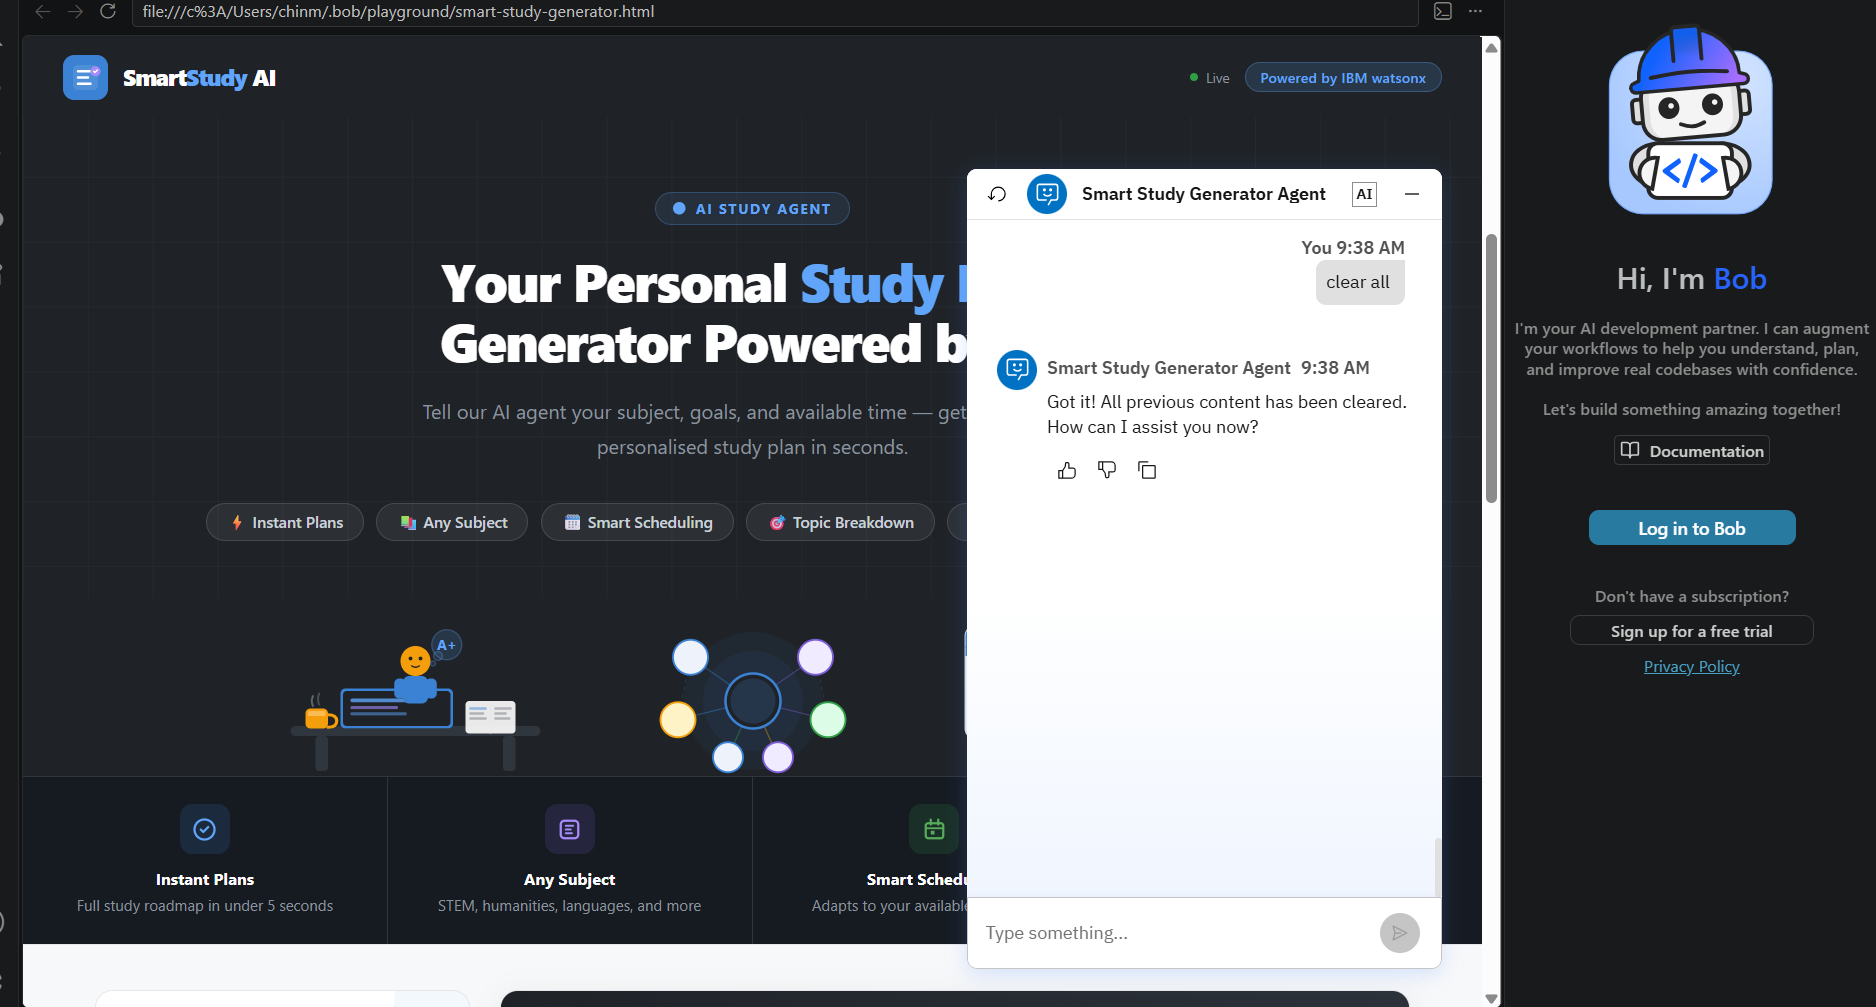 file:///c%3A/Users/chinm/.bob/playground/smart-study-generator.html
SmartStudy AI
Live
Powered by IBM watsonx
AI STUDY AGENT
Your Personal Study
Generator Powered b
Tell our AI agent your subject, goals, and available time — get
personalised study plan in seconds.
Instant Plans
Any Subject
Smart Scheduling
Topic Breakdown
A+
Instant Plans
Full study roadmap in under 5 seconds
Any Subject
STEM, humanities, languages, and more
Smart Schedu
Adapts to your available
Smart Study Generator Agent
AI
You 9:38 AM
clear all
Smart Study Generator Agent 9:38 AM
Got it! All previous content has been cleared.
How can I assist you now?
Type something...
</>
Hi, I'm Bob
I'm your AI development partner. I can augment
your workflows to help you understand, plan,
and improve real codebases with confidence.
Let's build something amazing together!
Documentation
Log in to Bob
Don't have a subscription?
Sign up for a free trial
Privacy Policy